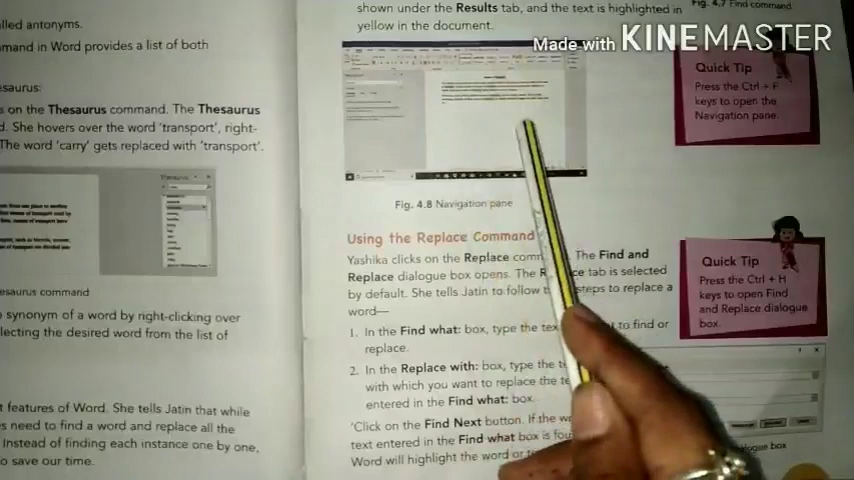 lled antonyms.
mmand in Word provides a list of both
esaurus:
s on the Thesaurus command. The Thesaurus
d. She hovers over the word 'transport', right-
The word 'carry' gets replaced with 'transport'.
Thesaurus
esaurus command
synonym of a word by right-clicking over
lecting the desired word from the list of
t features of Word. She tells Jatin that while
s need to find a word and replace all the
Instead of finding each instance one by one,
o save our time.
shown under the Results tab, and the text is highlighted in
yellow in the document.
Fig. 4.8 Navigation pane
Using the Replace Command
Yashika clicks on the Replace comm The Find and
Replace dialogue box opens. The R ce tab is selected
by default. She tells Jatin to follow t steps to replace a
word—
1. In the Find what: box, type the tex t to find or
replace.
2. In the Replace with: box, type the te
with which you want to replace the te
entered in the Find what: box.
'Click on the Find Next button. If the wo
text entered in the Find what box is fou
Word will highlight the word or te
Fig. 4.7 Find command
Made with KINEMASTER
Quick Tip
Press the Ctrl + F
keys to open the
Navigation pane.
Quick Tip
Press the Ctrl + H
keys to open Find
and Replace dialogue
box.
logue box